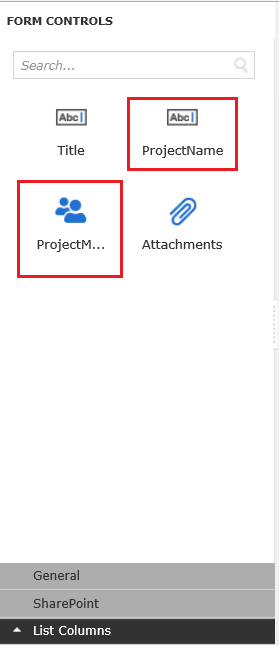 FORM CONTROLS
Search...
Abc Abc
Title ProjectName
ProjectM... Attachments
General
SharePoint
List Columns